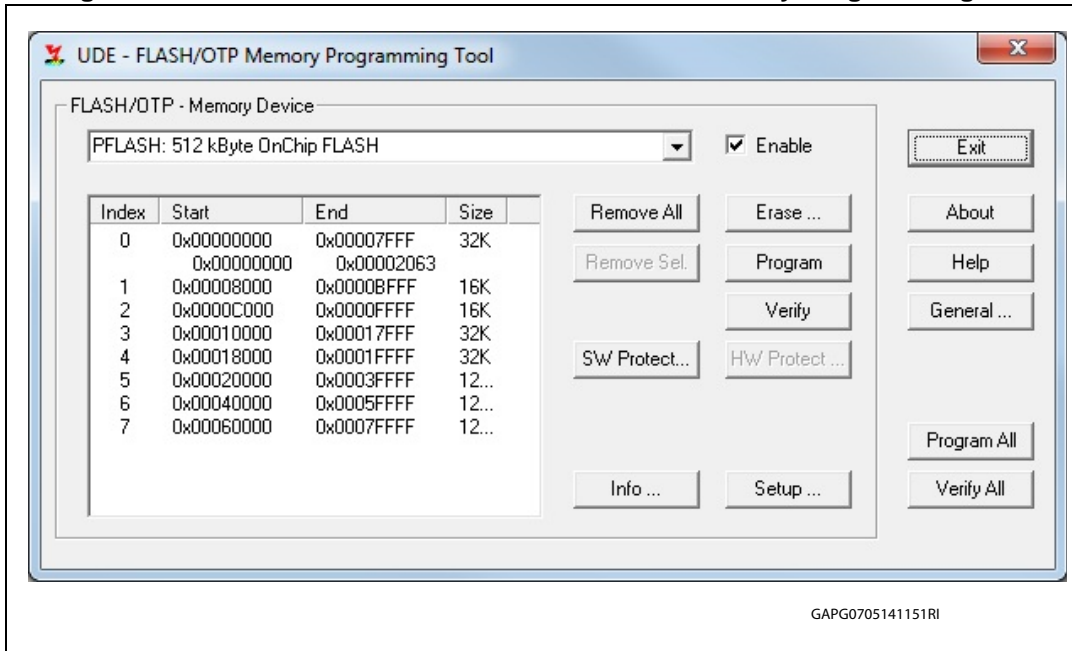 UDE - FLASH/OTP Memory Programming Tool
FLASH/OTP - Memory Device
PFLASH: 512 kByte OnChip FLASH
Enable
Exit
Index Start End Size
0 0x00000000 0x00007FFF 32K
0x00000000 0x00002063
1 0x00008000 0x0000BFFF 16K
2 0x0000C000 0x0000FFFF 16K
3 0x00010000 0x00017FFF 32K
4 0x00018000 0x0001FFFF 32K
5 0x00020000 0x0003FFFF 12...
6 0x00040000 0x0005FFFF 12...
7 0x00060000 0x0007FFFF 12...
Remove All Erase ... About
Remove Sel. Program Help
Verify General ...
SW Protect... HW Protect ...
Program All
Info ... Setup ... Verify All
GAPG0705141151RI